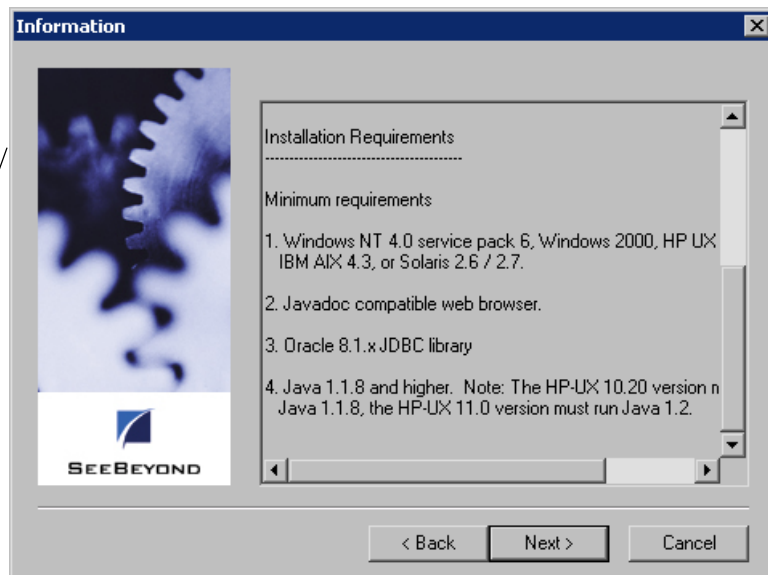 Information
Installation Requirements
----------------------------------------
Minimum requirements
1. Windows NT 4.0 service pack 6, Windows 2000, HP UX
IBM AIX 4.3, or Solaris 2.6 / 2.7.
2. Javadoc compatible web browser.
3. Oracle 8.1.x JDBC library
4. Java 1.1.8 and higher. Note: The HP-UX 10.20 version
Java 1.1.8, the HP-UX 11.0 version must run Java 1.2.
SEEBEYOND
< Back
Next >
Cancel